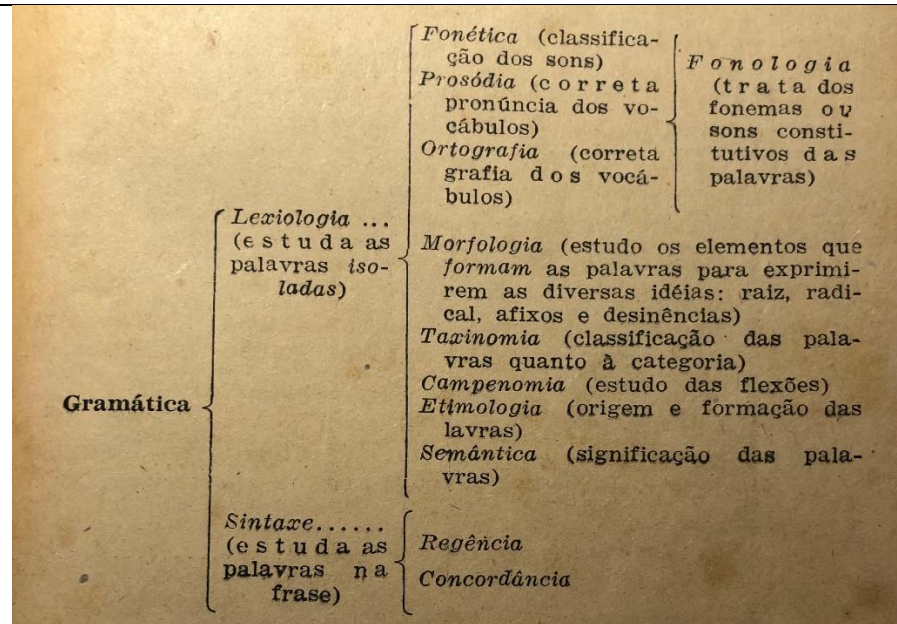 Fonética (classifica-
ção dos sons)
Prosódia (correta
pronúncia dos vo-
cábulos)
Ortografia (correta
grafia dos vocá-
bulos)
Fonologia
(trata dos
fonemas ou
sons consti-
tutivos das
palavras)
Lexiologia ...
(estuda as
palavras iso-
ladas)
Morfologia (estudo os elementos que
formam as palavras para exprimi-
rem as diversas idéias: raiz, radi-
cal, afixos e desinências)
Taxinomia (classificação das pala-
vras quanto à categoria)
Campenomia (estudo das flexões)
Etimologia (origem e formação das
lavras)
Semântica (significação das pala-
vras)
Gramática
Sintaxe......
(estuda as
palavras na
frase)
Regência
Concordância